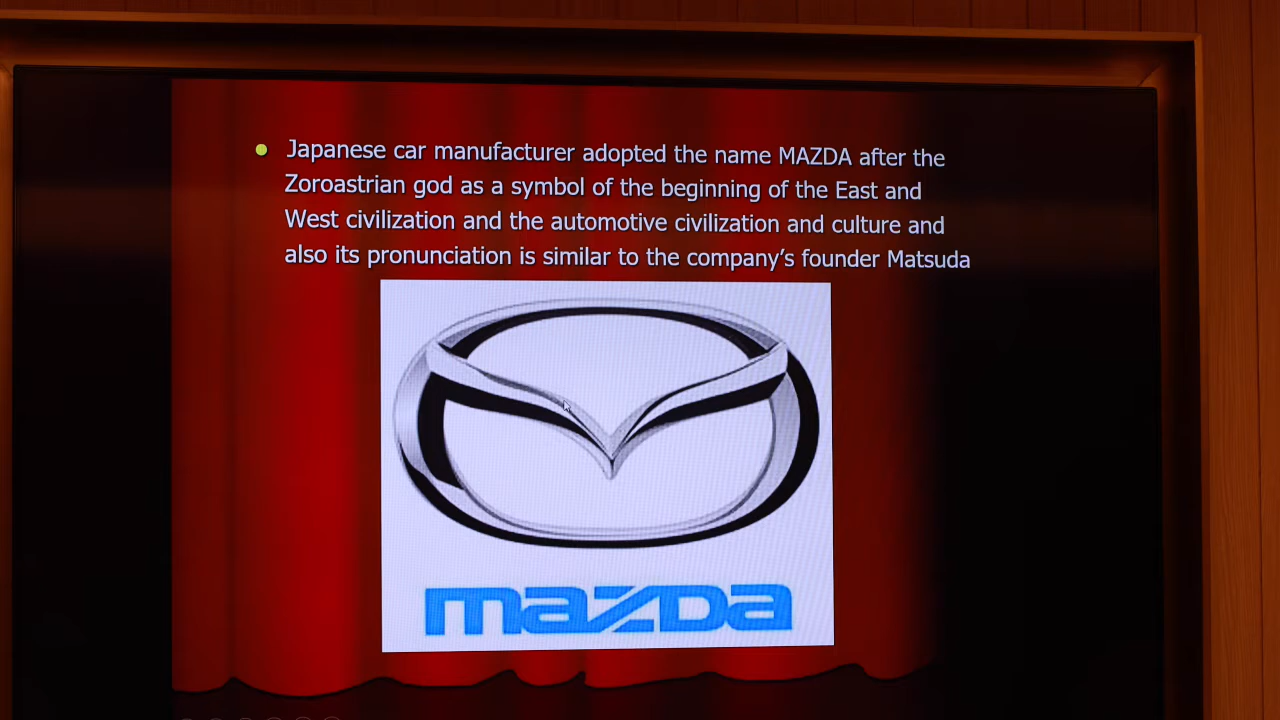 Japanese car manufacturer adopted the name MAZDA after the
Zoroastrian god as a symbol of the beginning of the East and
West civilization and the automotive civilization and culture and
also its pronunciation is similar to the company’s founder Matsuda
mazda